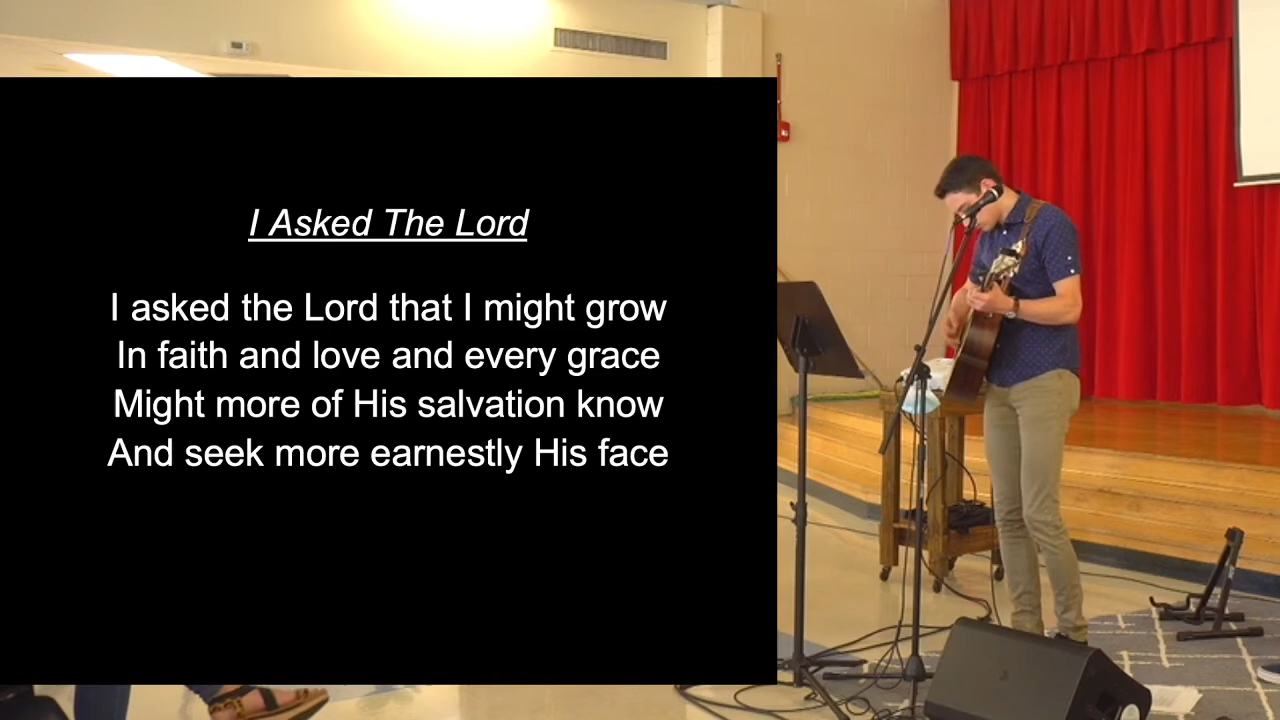 I Asked The Lord
I asked the Lord that I might grow
In faith and love and every grace
Might more of His salvation know
And seek more earnestly His face